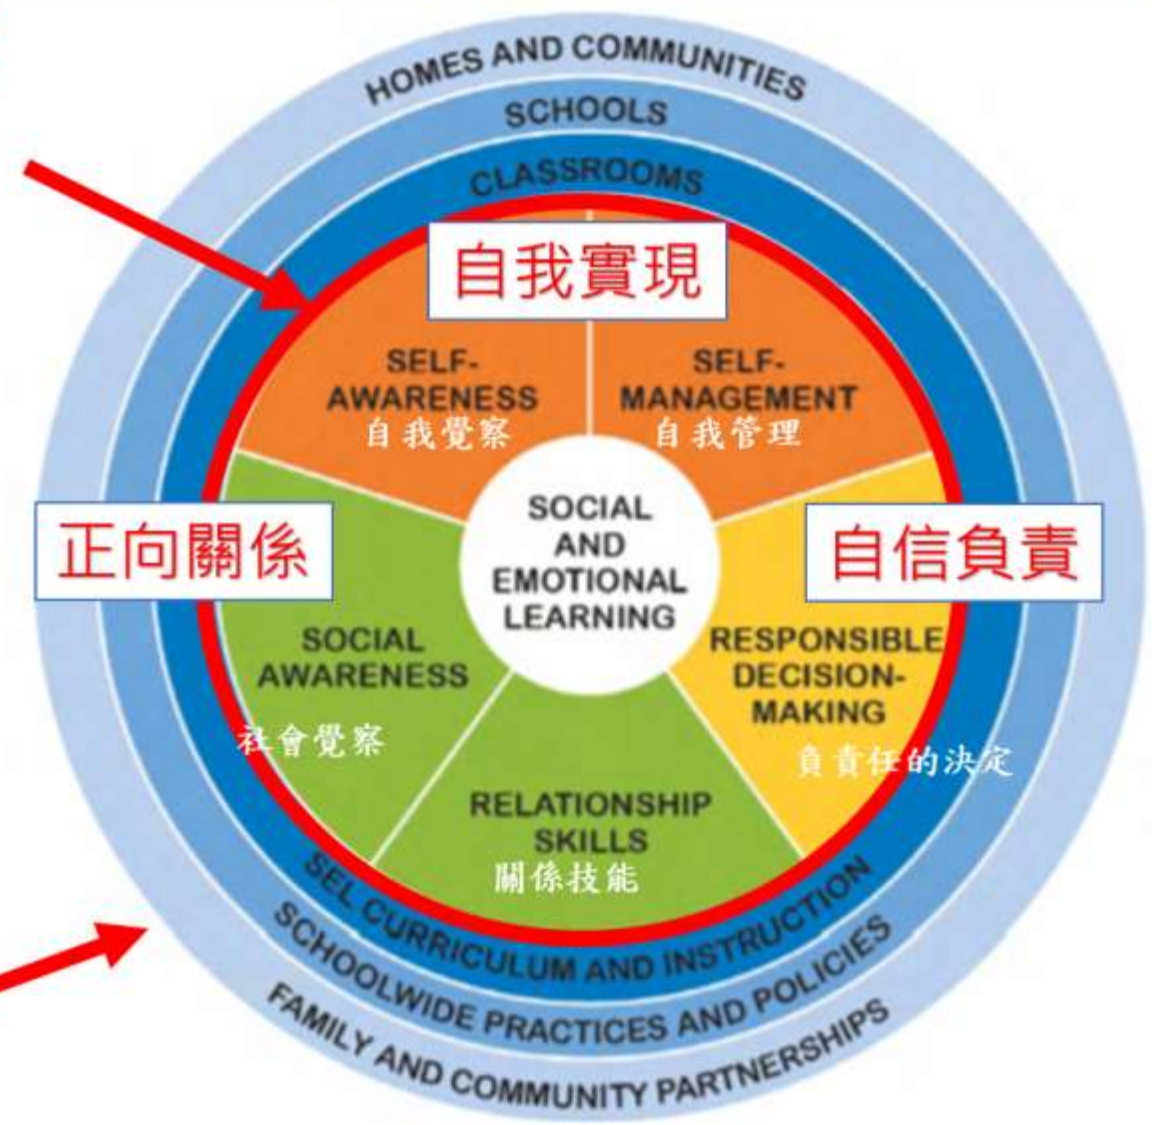 HOMES AND COMMUNITIES
SCHOOLS
CLASSROOMS
自我實現
SELF-
AWARENESS
自我覺察
SELF-
MANAGEMENT
自我管理
正向關係
SOCIAL
AND
EMOTIONAL
LEARNING
自信負責
SOCIAL
AWARENESS
社會覺察
RESPONSIBLE
DECISION-
MAKING
負責任的決定
RELATIONSHIP
SKILLS
關係技能
SEL CURRICULUM AND INSTRUCTION
SCHOOLWIDE PRACTICES AND POLICIES
FAMILY AND COMMUNITY PARTNERSHIPS